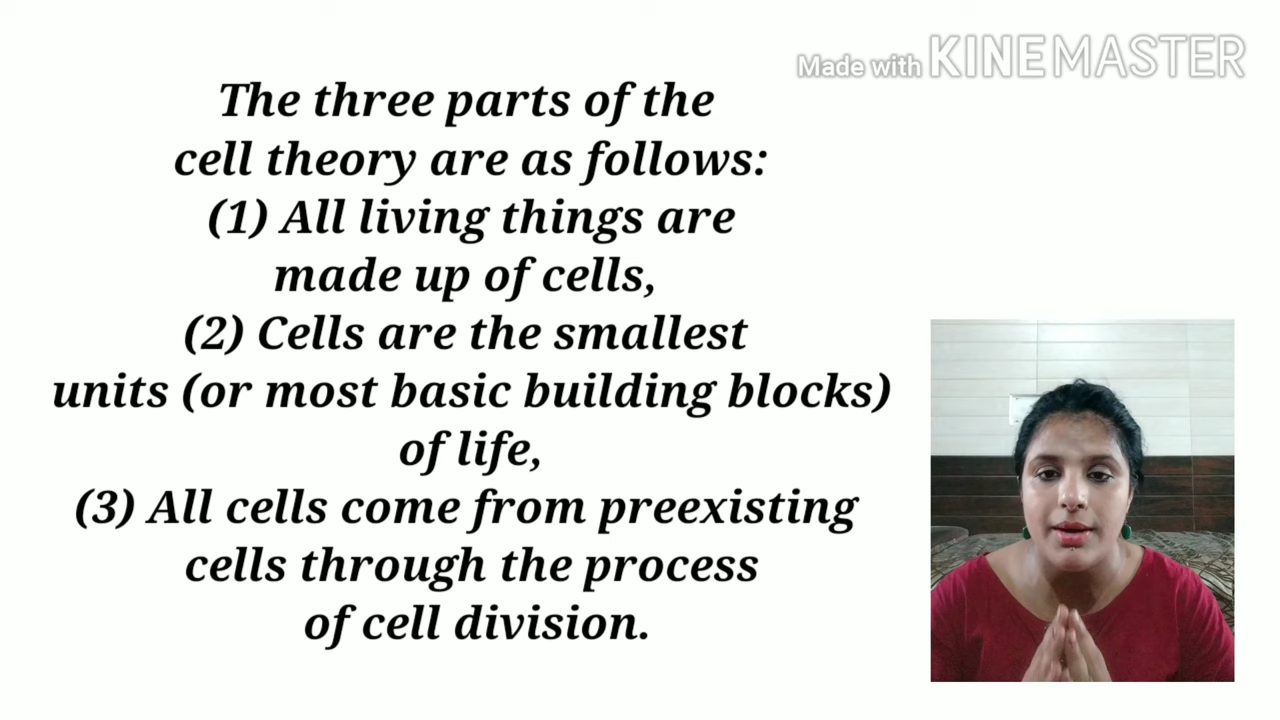 Made with KINEMASTER
The three parts of the
cell theory are as follows:
(1) All living things are
made up of cells,
(2) Cells are the smallest
units (or most basic building blocks)
of life,
(3) All cells come from preexisting
cells through the process
of cell division.